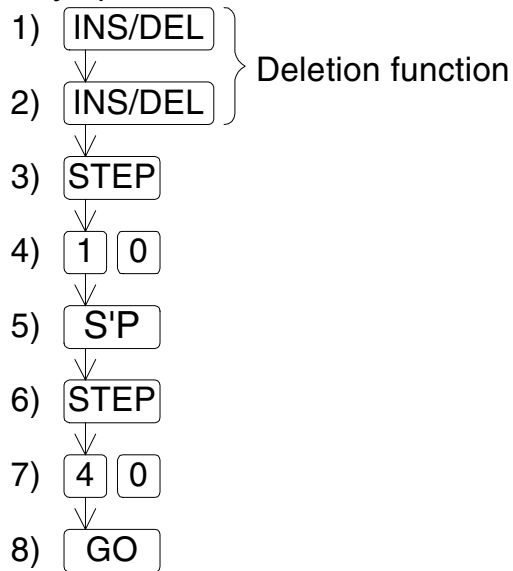 1) INS/DEL
Deletion function
2) INS/DEL
3) STEP
4) 1 0
5) S'P
6) STEP
7) 4 0
8) GO